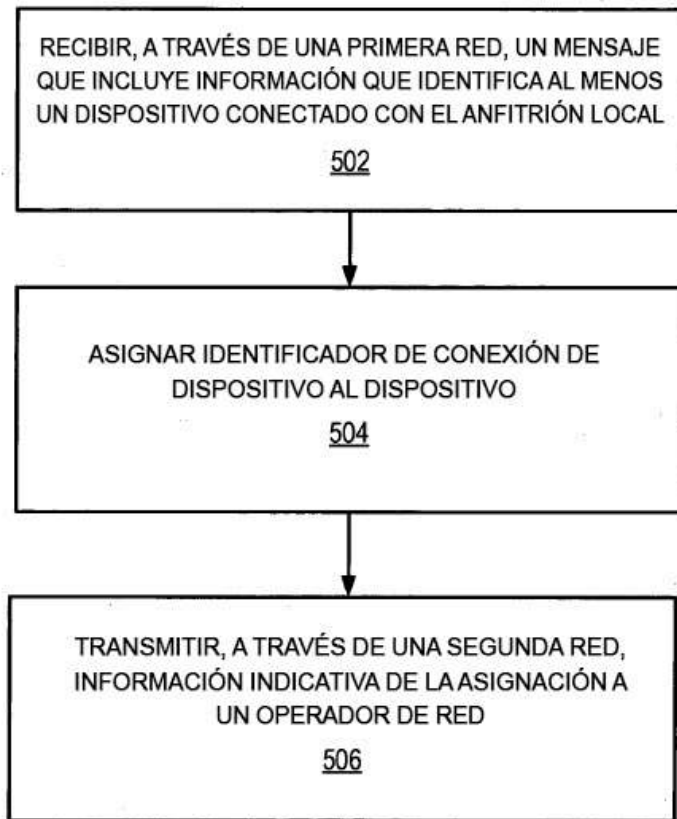 RECIBIR, A TRAVÉS DE UNA PRIMERA RED, UN MENSAJE
QUE INCLUYE INFORMACIÓN QUE IDENTIFICA AL MENOS
UN DISPOSITIVO CONECTADO CON EL ANFITRIÓN LOCAL
502
ASIGNAR IDENTIFICADOR DE CONEXIÓN DE
DISPOSITIVO AL DISPOSITIVO
504
TRANSMITIR, A TRAVÉS DE UNA SEGUNDA RED,
INFORMACIÓN INDICATIVA DE LA ASIGNACIÓN A
UN OPERADOR DE RED
506